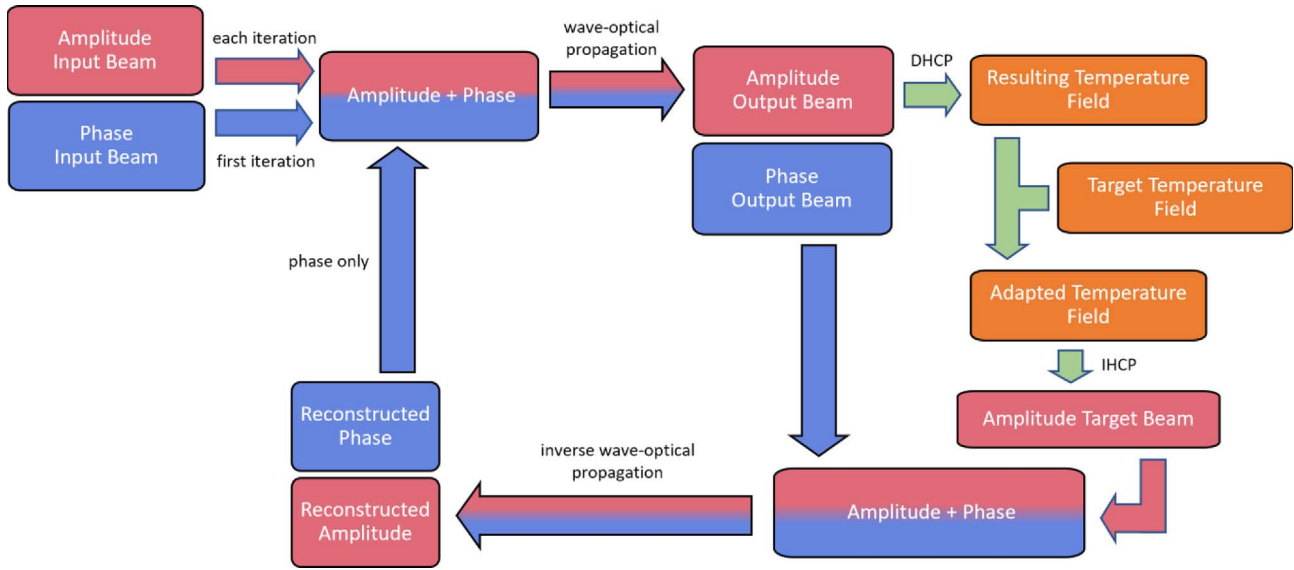 Amplitude
Input Beam
each iteration
Phase
Input Beam
first iteration
Amplitude + Phase
wave-optical
propagation
Amplitude
Output Beam
Phase
Output Beam
DHCP
Resulting Temperature
Field
Target Temperature
Field
Adapted Temperature
Field
IHCP
Amplitude Target Beam
Amplitude + Phase
inverse wave-optical
propagation
Reconstructed
Phase
Reconstructed
Amplitude
phase only